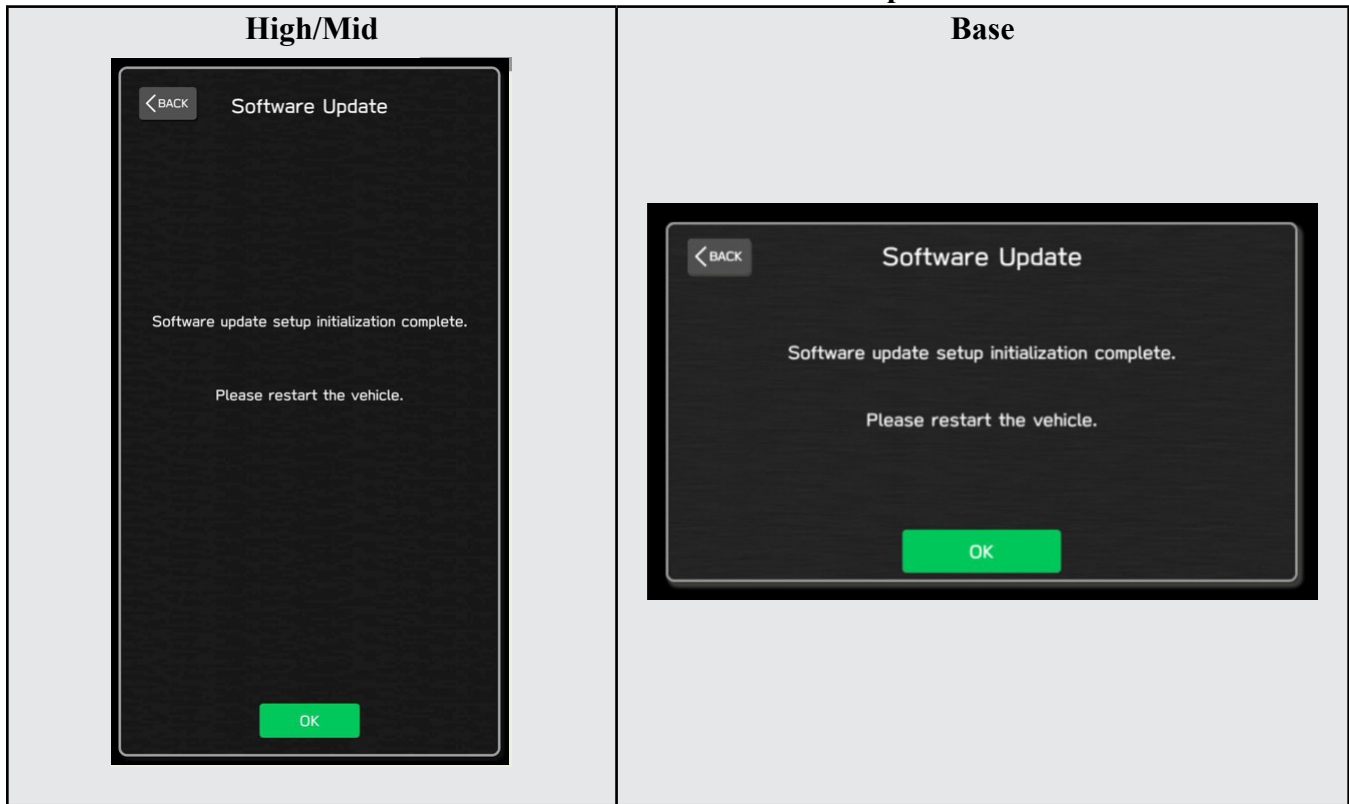 High/Mid
Base
BACK
Software Update
Software update setup initialization complete.
Please restart the vehicle.
OK
BACK
Software Update
Software update setup initialization complete.
Please restart the vehicle.
OK